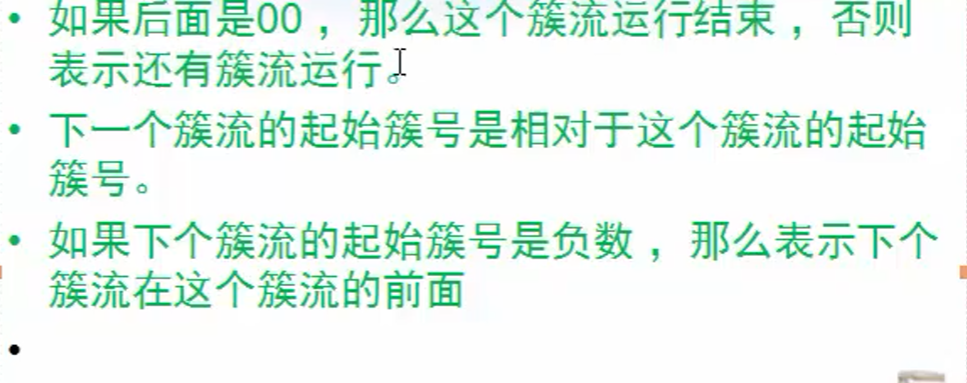 • 如果后面是00，那么这个簇流运行结束，否则
表示还有簇流运行。
• 下一个簇流的起始簇号是相对于这个簇流的起始
簇号。
• 如果下个簇流的起始簇号是负数，那么表示下个
簇流在这个簇流的前面
•